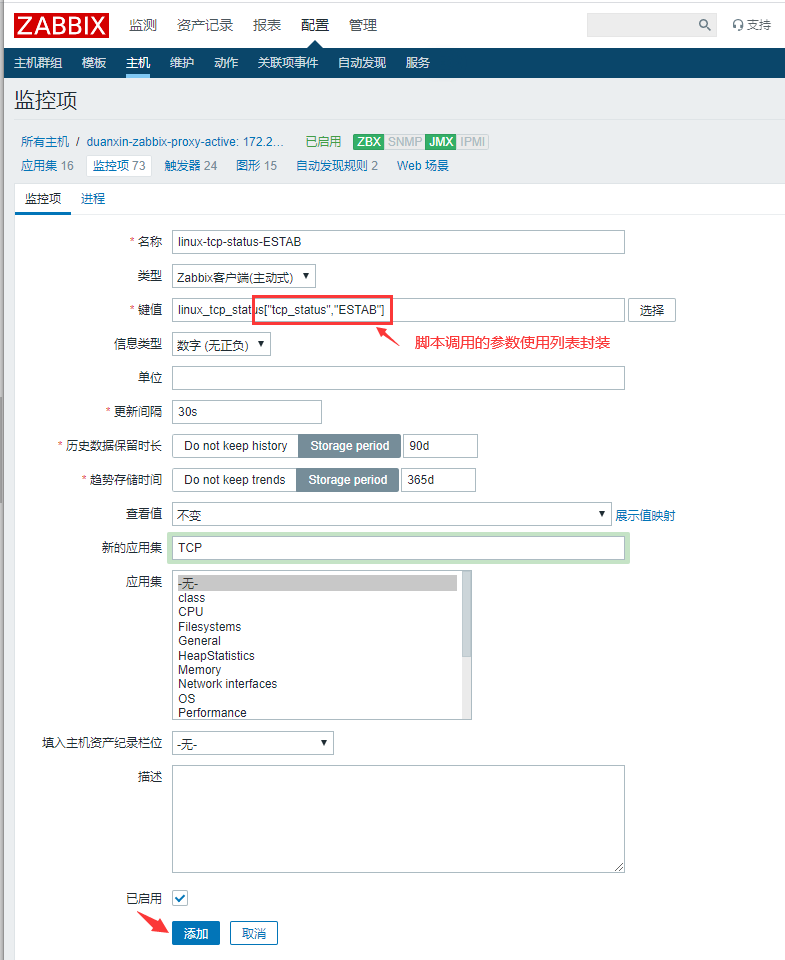 ZABBIX 监测 资产记录 报表 配置 管理 支持
主机群组 模板 主机 维护 动作 关联项事件 自动发现 服务
监控项
所有主机 / duanxin-zabbix-proxy-active: 172.2... 已启用 ZBX SNMP JMX IPMI
应用集 16 监控项 73 触发器 24 图形 15 自动发现规则 2 Web 场景
监控项 进程
* 名称 linux-tcp-status-ESTAB
类型 Zabbix客户端(主动式)
* 键值 linux_tcp_status["tcp_status","ESTAB"] 选择
脚本调用的参数使用列表封装
信息类型 数字 (无正负)
单位
* 更新间隔 30s
* 历史数据保留时长 Do not keep history Storage period 90d
* 趋势存储时间 Do not keep trends Storage period 365d
查看值 不变 展示值映射
新的应用集 TCP
应用集 -无-
class
CPU
Filesystems
General
HeapStatistics
Memory
Network interfaces
OS
Performance
填入主机资产纪录栏位 -无-
描述
已启用
添加 取消